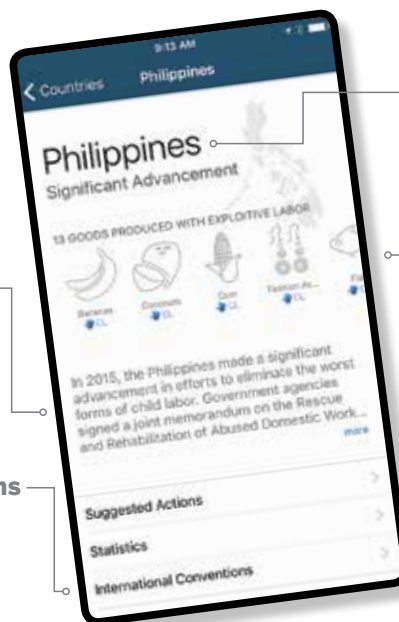 9:13 AM
Countries
Philippines
Philippines
Significant Advancement
13 GOODS PRODUCED WITH EXPLOITIVE LABOR
Bananas
Coconuts
Corn
Fashion Ac...
CL
CL
CL
CL
CL
In 2015, the Philippines made a significant
advancement in efforts to eliminate the worst
forms of child labor. Government agencies
signed a joint memorandum on the Rescue
and Rehabilitation of Abused Domestic Work...
more
Suggested Actions
Statistics
International Conventions
ns